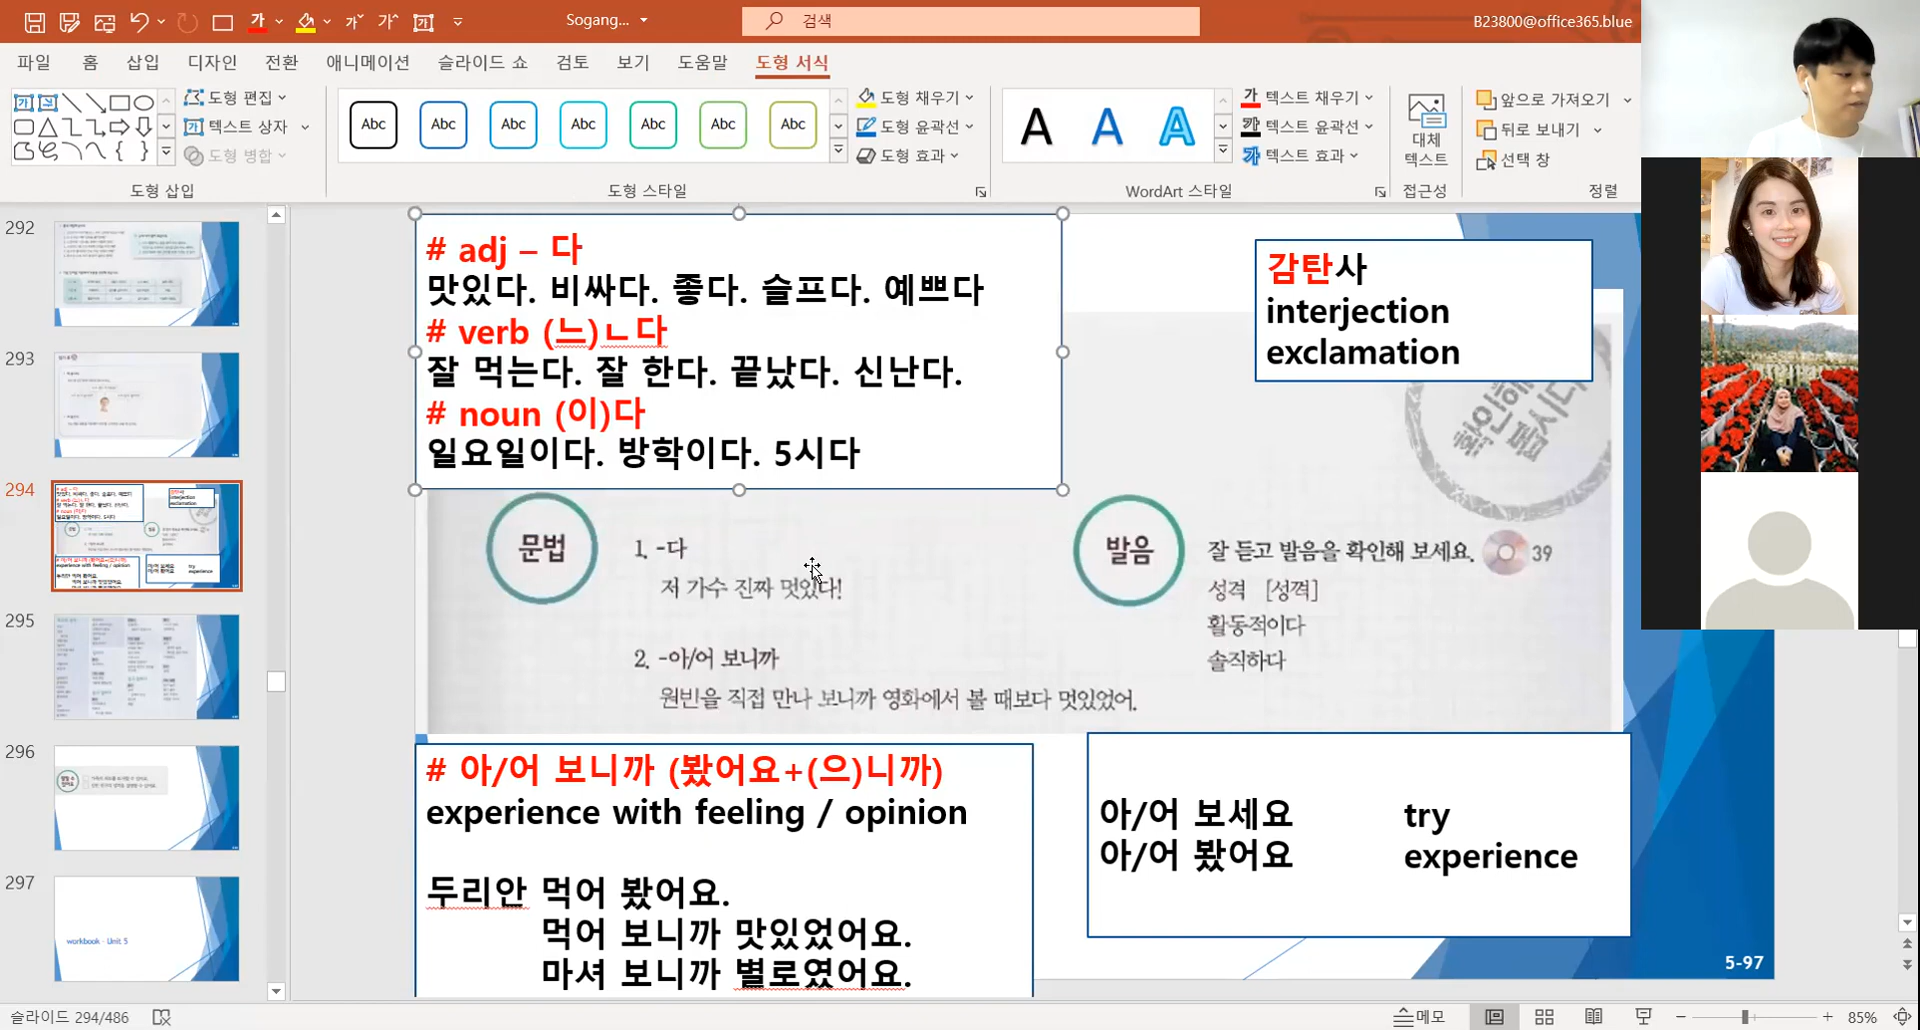 Sogang...
검색
B23800@office365.blue
파일 홈 삽입 디자인 전환 애니메이션 슬라이드 쇼 검토 보기 도움말 도형 서식
도형 편집
텍스트 상자
도형 병합
도형 삽입
Abc Abc Abc Abc Abc Abc Abc
도형 채우기
도형 윤곽선
도형 효과
도형 스타일
A A A
텍스트 채우기
텍스트 윤곽선
텍스트 효과
WordArt 스타일
대체
텍스트
접근성
앞으로 가져오기
뒤로 보내기
선택 창
정렬
292
293
294
295
296
297
workbook - Unit 5
# adj – 다
맛있다. 비싸다. 좋다. 슬프다. 예쁘다
# verb (느)ㄴ다
잘 먹는다. 잘 한다. 끝났다. 신난다.
# noun (이)다
일요일이다. 방학이다. 5시다
감탄사
interjection
exclamation
문법
1. -다
저 가수 진짜 멋있다!
2. -아/어 보니까
원빈을 직접 만나 보니까 영화에서 볼 때보다 멋있었어.
발음
잘 듣고 발음을 확인해 보세요. 39
성격 [성껵]
활동적이다
솔직하다
# 아/어 보니까 (봤어요+(으)니까)
experience with feeling / opinion
두리안 먹어 봤어요.
먹어 보니까 맛있었어요.
마셔 보니까 별로였어요.
아/어 보세요 try
아/어 봤어요 experience
5-97
슬라이드 294/486
메모
85%